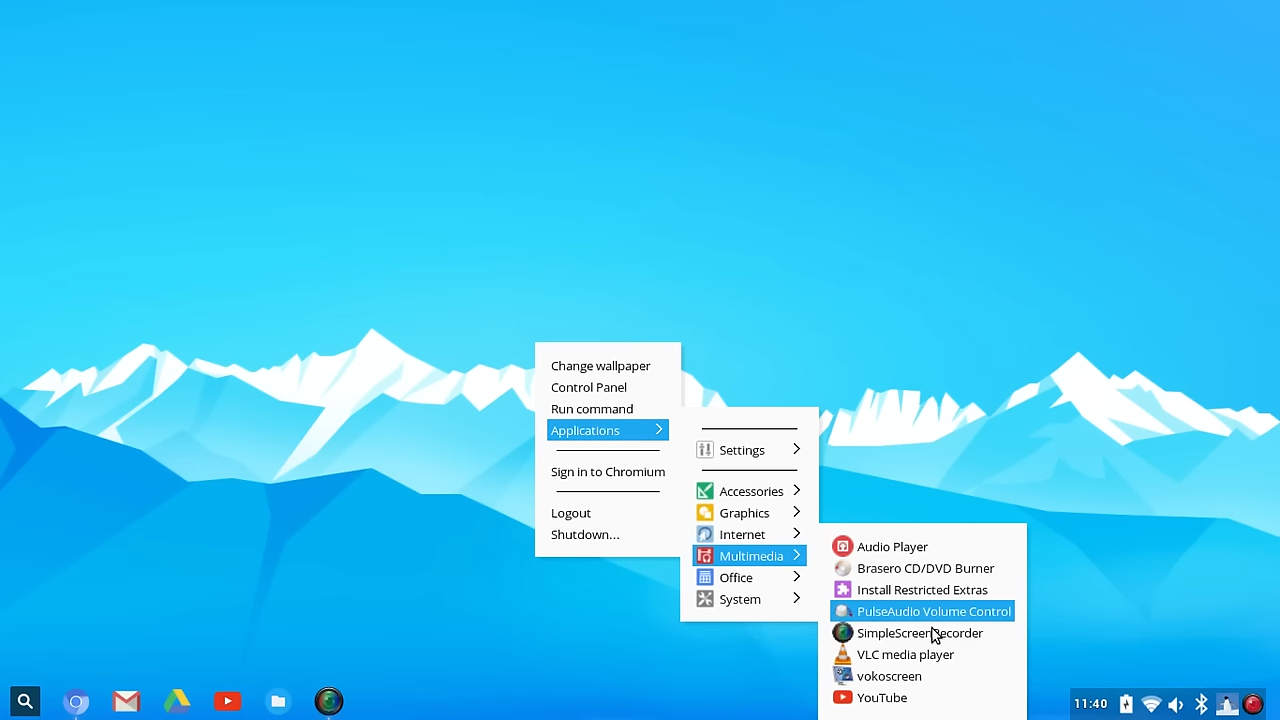 Change wallpaper
Control Panel
Run command
Applications
Sign in to Chromium
Logout
Shutdown...
Settings
Accessories
Graphics
Internet
Multimedia
Office
System
Audio Player
Brasero CD/DVD Burner
Install Restricted Extras
PulseAudio Volume Control
SimpleScreenRecorder
VLC media player
vokoscreen
YouTube
11:40